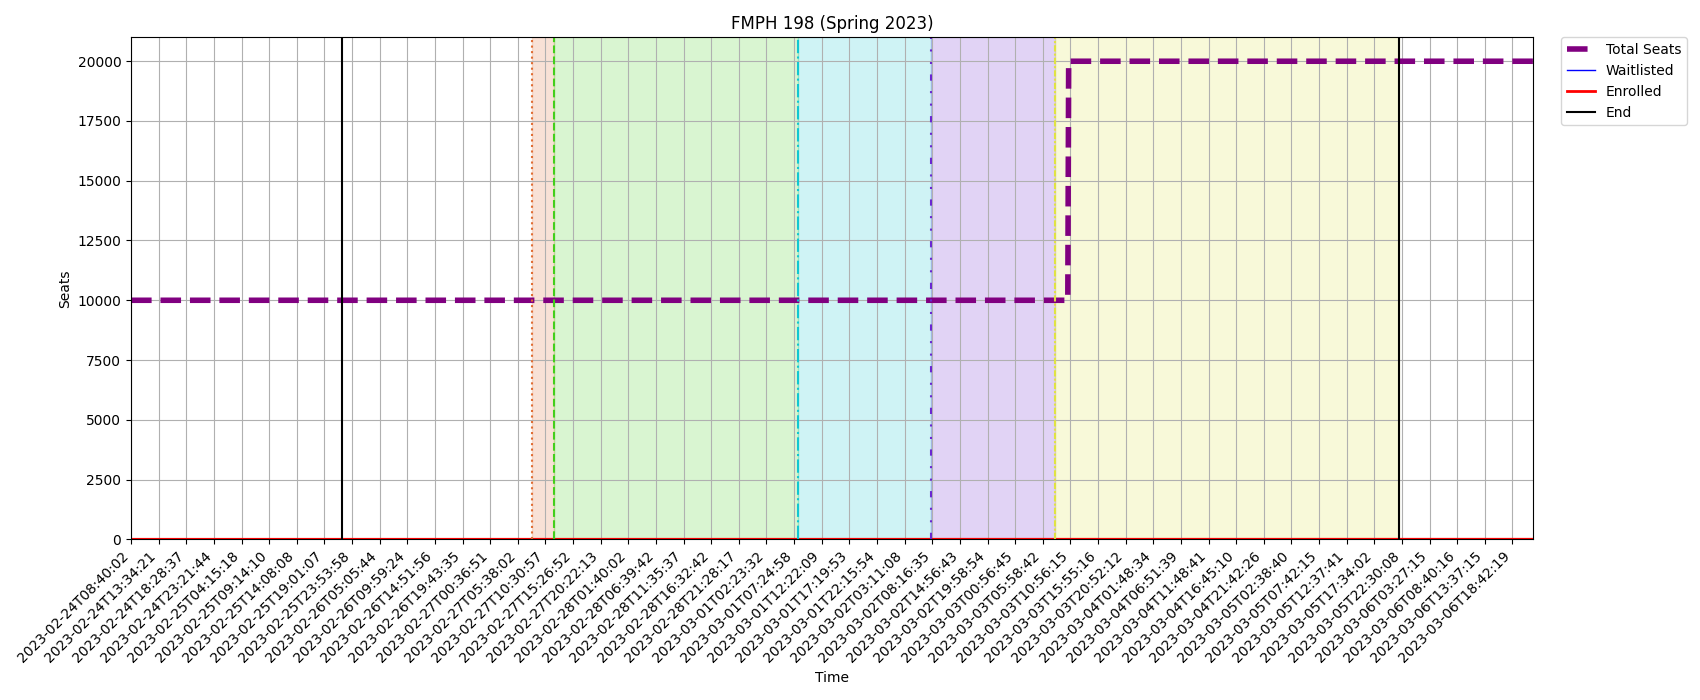 FMPH 198 (Spring 2023)
Total Seats
Waitlisted
Enrolled
End
20000
17500
15000
12500
10000
7500
5000
2500
0
Seats
2023-02-24T08:40:02
2023-02-24T13:34:21
2023-02-24T18:28:37
2023-02-24T23:21:44
2023-02-25T04:15:18
2023-02-25T09:14:10
2023-02-25T14:08:08
2023-02-25T19:01:07
2023-02-25T23:53:58
2023-02-26T05:05:44
2023-02-26T09:59:24
2023-02-26T14:51:56
2023-02-26T19:43:35
2023-02-27T00:36:51
2023-02-27T05:38:02
2023-02-27T10:30:57
2023-02-27T15:26:52
2023-02-27T20:22:13
2023-02-28T01:40:02
2023-02-28T06:39:42
2023-02-28T11:35:37
2023-02-28T16:32:42
2023-02-28T21:28:17
2023-03-01T02:23:32
2023-03-01T07:24:58
2023-03-01T12:22:09
2023-03-01T17:19:53
2023-03-01T22:15:54
2023-03-02T03:11:08
2023-03-02T08:16:35
2023-03-02T14:56:43
2023-03-02T19:58:54
2023-03-03T00:56:45
2023-03-03T05:58:42
2023-03-03T10:56:15
2023-03-03T15:55:16
2023-03-03T20:52:12
2023-03-04T01:48:34
2023-03-04T06:51:39
2023-03-04T11:48:41
2023-03-04T16:45:10
2023-03-04T21:42:26
2023-03-05T02:38:40
2023-03-05T07:42:15
2023-03-05T12:37:41
2023-03-05T17:34:02
2023-03-05T22:30:08
2023-03-06T03:27:15
2023-03-06T08:40:16
2023-03-06T13:37:15
2023-03-06T18:42:19
Time